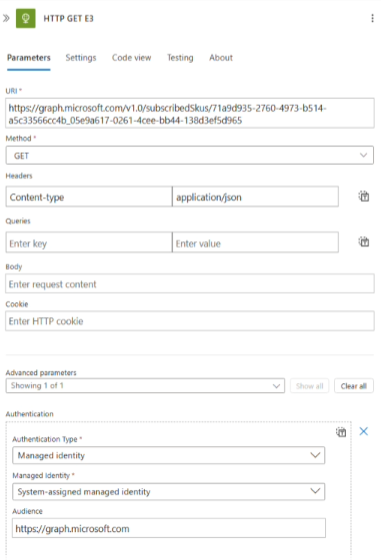 HTTP GET E3
Parameters Settings Code view Testing About
URI *
https://graph.microsoft.com/v1.0/subscribedSkus/71a9d935-2760-4973-b514-
a5c33566cc4b_05e9a617-0261-4cee-bb44-138d3ef5d965
Method *
GET
Headers
Content-type application/json
Queries
Enter key Enter value
Body
Enter request content
Cookie
Enter HTTP cookie
Advanced parameters
Showing 1 of 1 Show all Clear all
Authentication
Authentication Type *
Managed identity
Managed Identity *
System-assigned managed identity
Audience
https://graph.microsoft.com